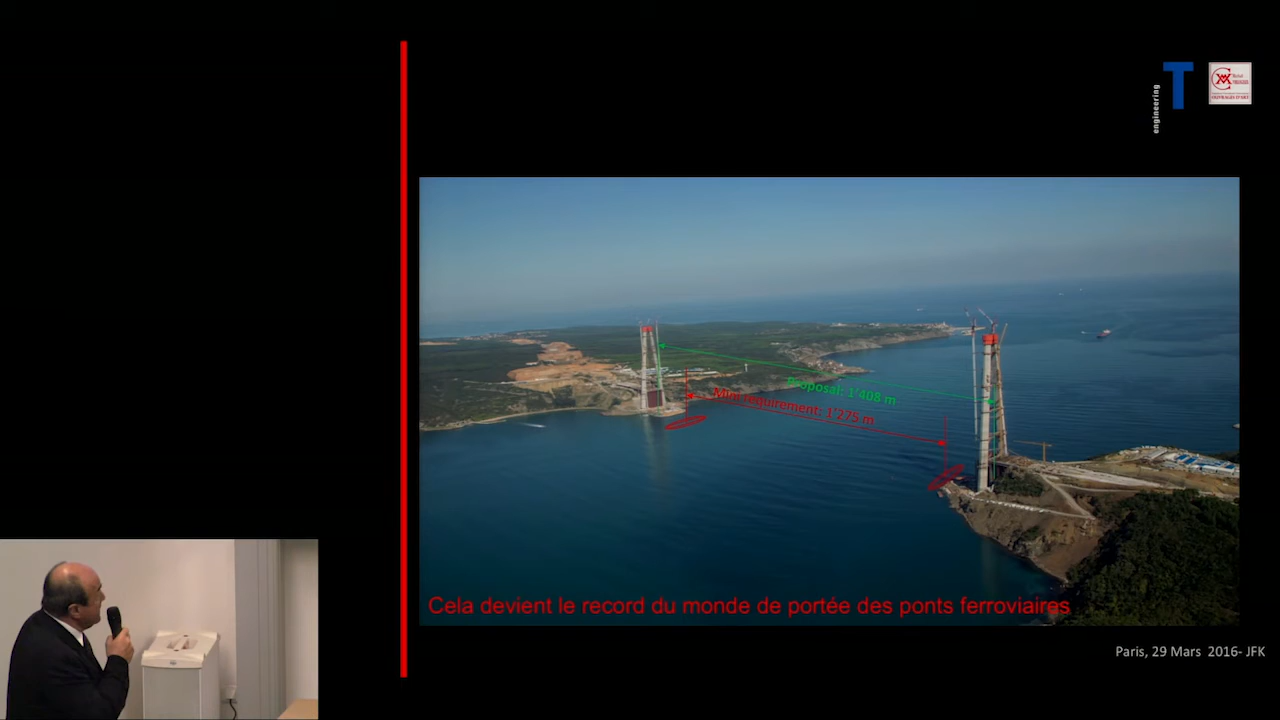 engineering
T
Proposal: 1'408 m
Mini requirement: 1'275 m
Cela devient le record du monde de portée des ponts ferroviaires
Paris, 29 Mars 2016- JFK